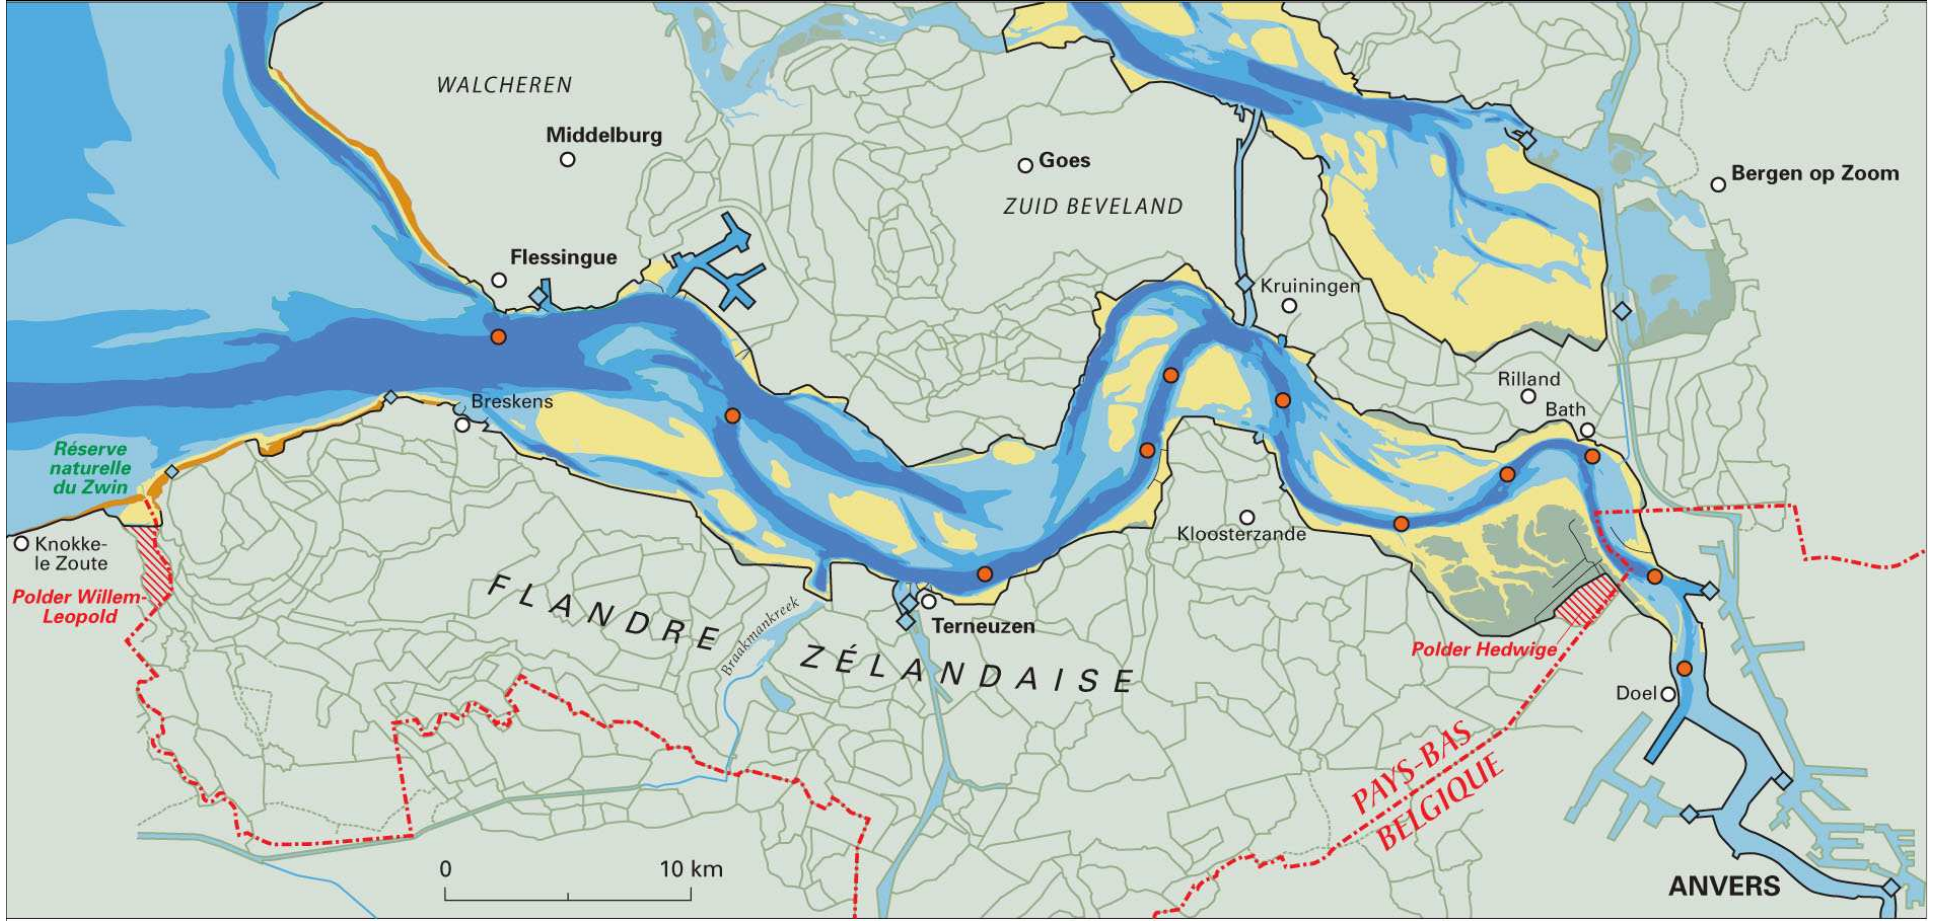 WALCHEREN
Middelburg
Goes
Bergen op Zoom
ZUID BEVELAND
Flessingue
Kruiningen
Rilland
Breskens
Bath
Réserve
naturelle
du Zwin
Kloosterzande
Knokke-
le Zoute
Polder Willem-
Leopold
FLANDRE
ZÉLANDAISE
Braakmankreek
Terneuzen
Polder Hedwige
Doel
PAYS-BAS
BELGIQUE
0 10 km
ANVERS